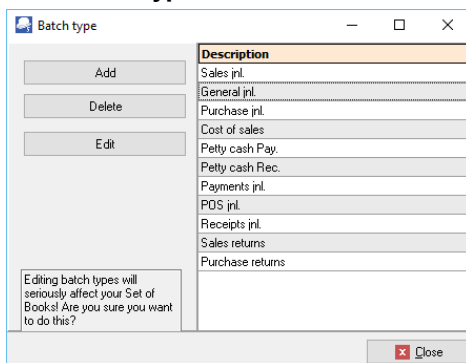 Batch type
Add
Delete
Edit
Editing batch types will
seriously affect your Set of
Books! Are you sure you want
to do this?
Description
Sales jnl.
General jnl.
Purchase jnl.
Cost of sales
Petty cash Pay.
Petty cash Rec.
Payments jnl.
POS jnl.
Receipts jnl.
Sales returns
Purchase returns
Close